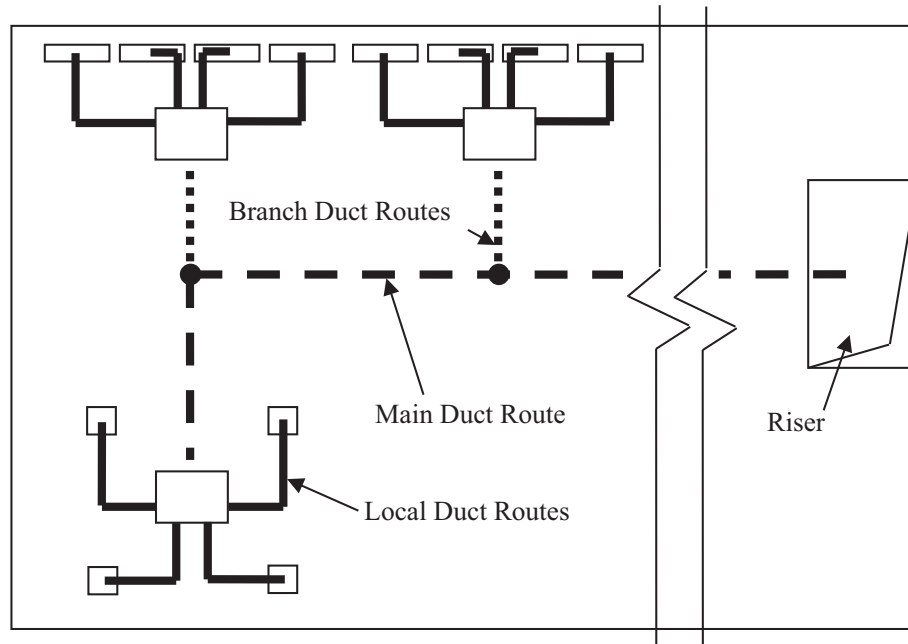 Branch Duct Routes
Main Duct Route
Riser
Local Duct Routes